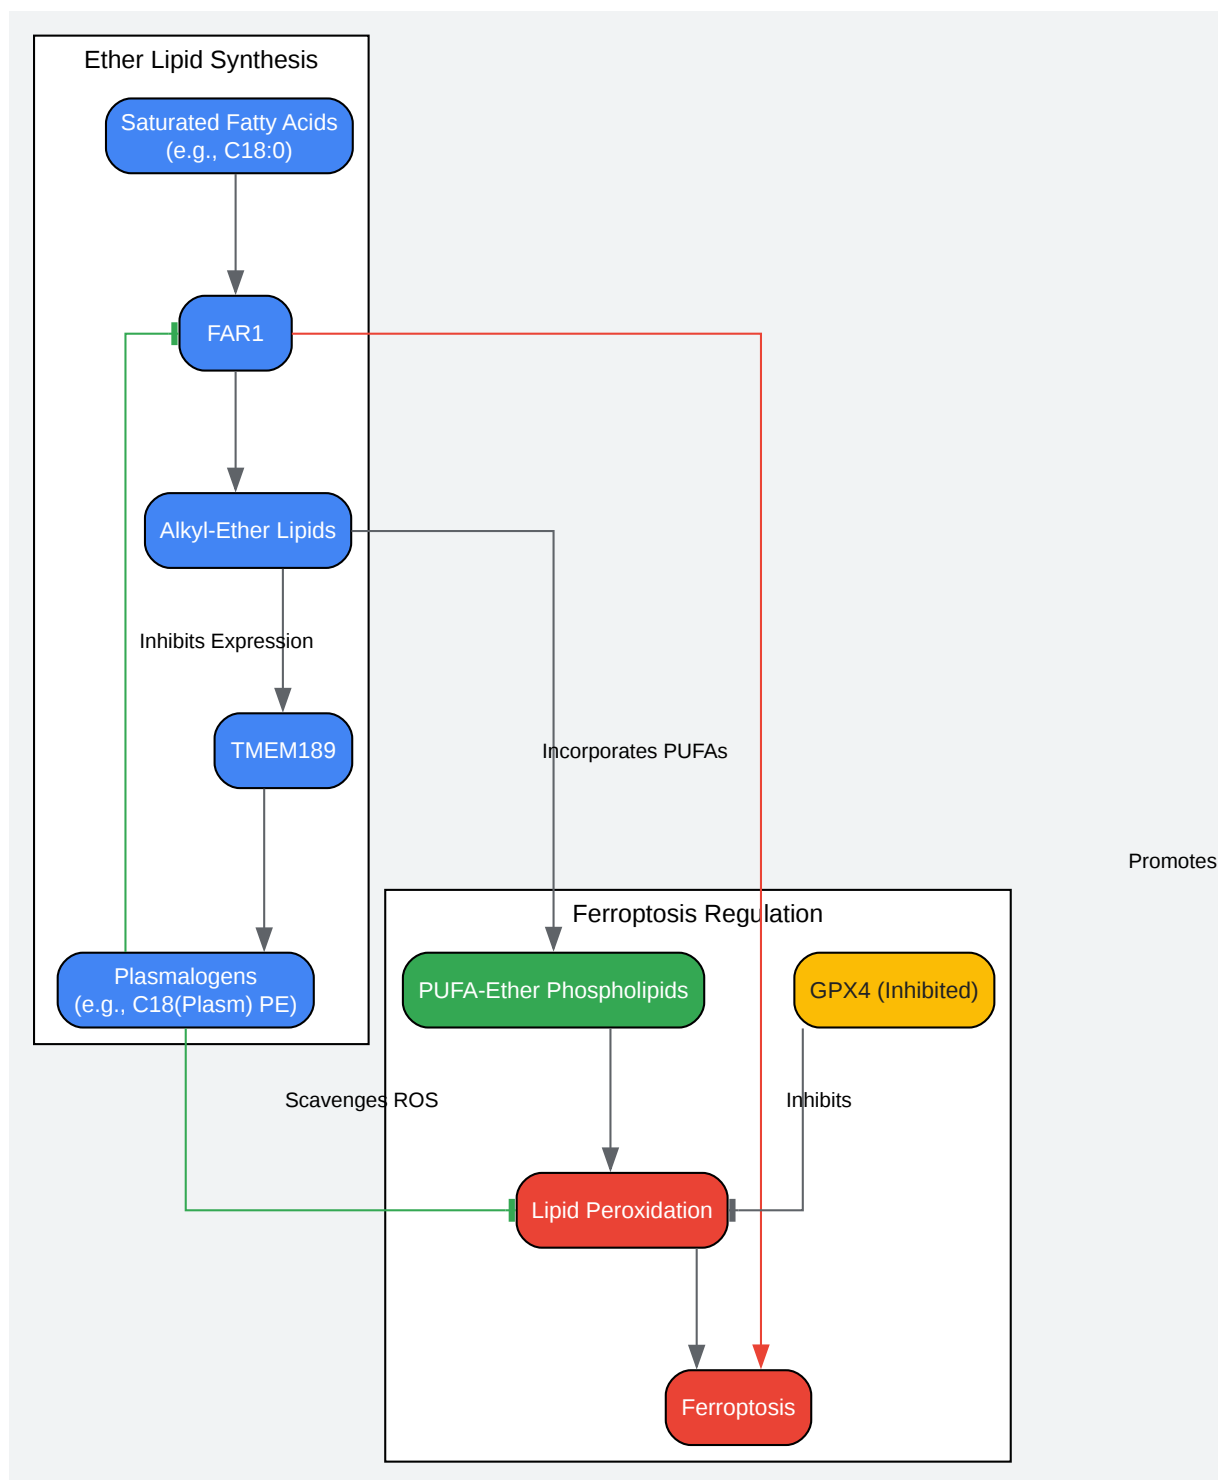 Ether Lipid Synthesis
Saturated Fatty Acids
(e.g., C18:0)
FAR1
Alkyl-Ether Lipids
Inhibits Expression
TMEM189
Incorporates PUFAs
Promotes
Ferroptosis Regulation
Plasmalogens
(e.g., C18(Plasm) PE)
PUFA-Ether Phospholipids
GPX4 (Inhibited)
Scavenges ROS
Inhibits
Lipid Peroxidation
Ferroptosis